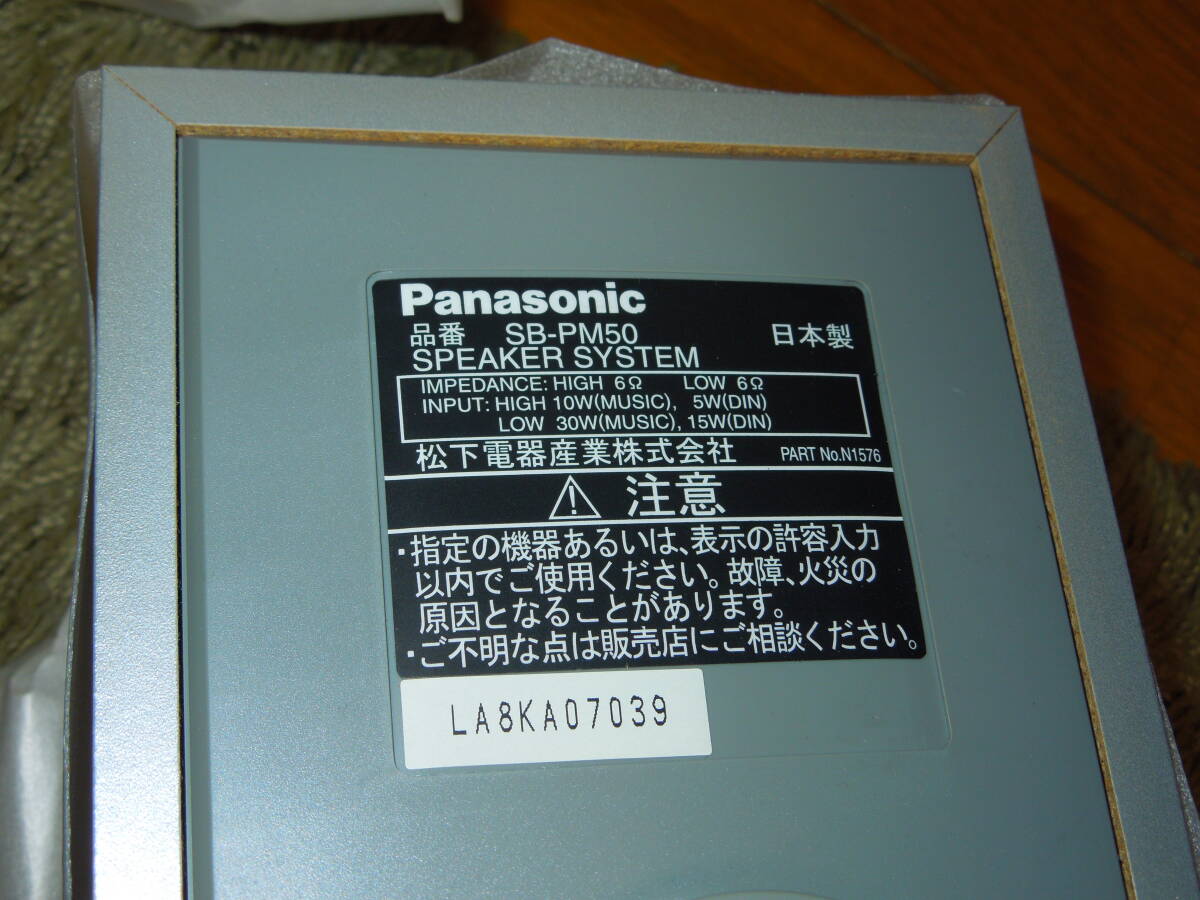 Panasonic
品番 SB-PM50 日本製
SPEAKER SYSTEM
IMPEDANCE: HIGH 6Ω LOW 6Ω
INPUT: HIGH 10W(MUSIC), 5W(DIN)
LOW 30W(MUSIC), 15W(DIN)
松下電器産業株式会社 PART No.N1576
⚠ 注意
・指定の機器あるいは、表示の許容入力
以内でご使用ください。故障、火災の
原因となることがあります。
・ご不明な点は販売店にご相談ください。
LA8KA07039